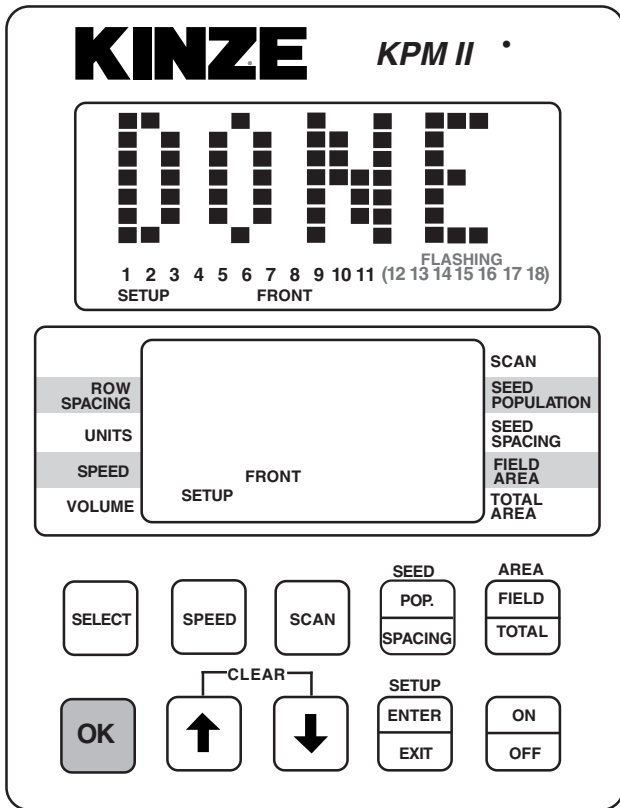 KINZE® KPM II
DONE
FLASHING
1 2 3 4 5 6 7 8 9 10 11 (12 13 14 15 16 17 18)
SETUP FRONT
SCAN
ROW SPACING
SEED POPULATION
UNITS
SEED SPACING
SPEED
FRONT
FIELD AREA
SETUP
VOLUME
TOTAL AREA
SEED AREA
SELECT SPEED SCAN POP. FIELD
SPACING TOTAL
CLEAR
SETUP
OK ENTER ON
EXIT OFF